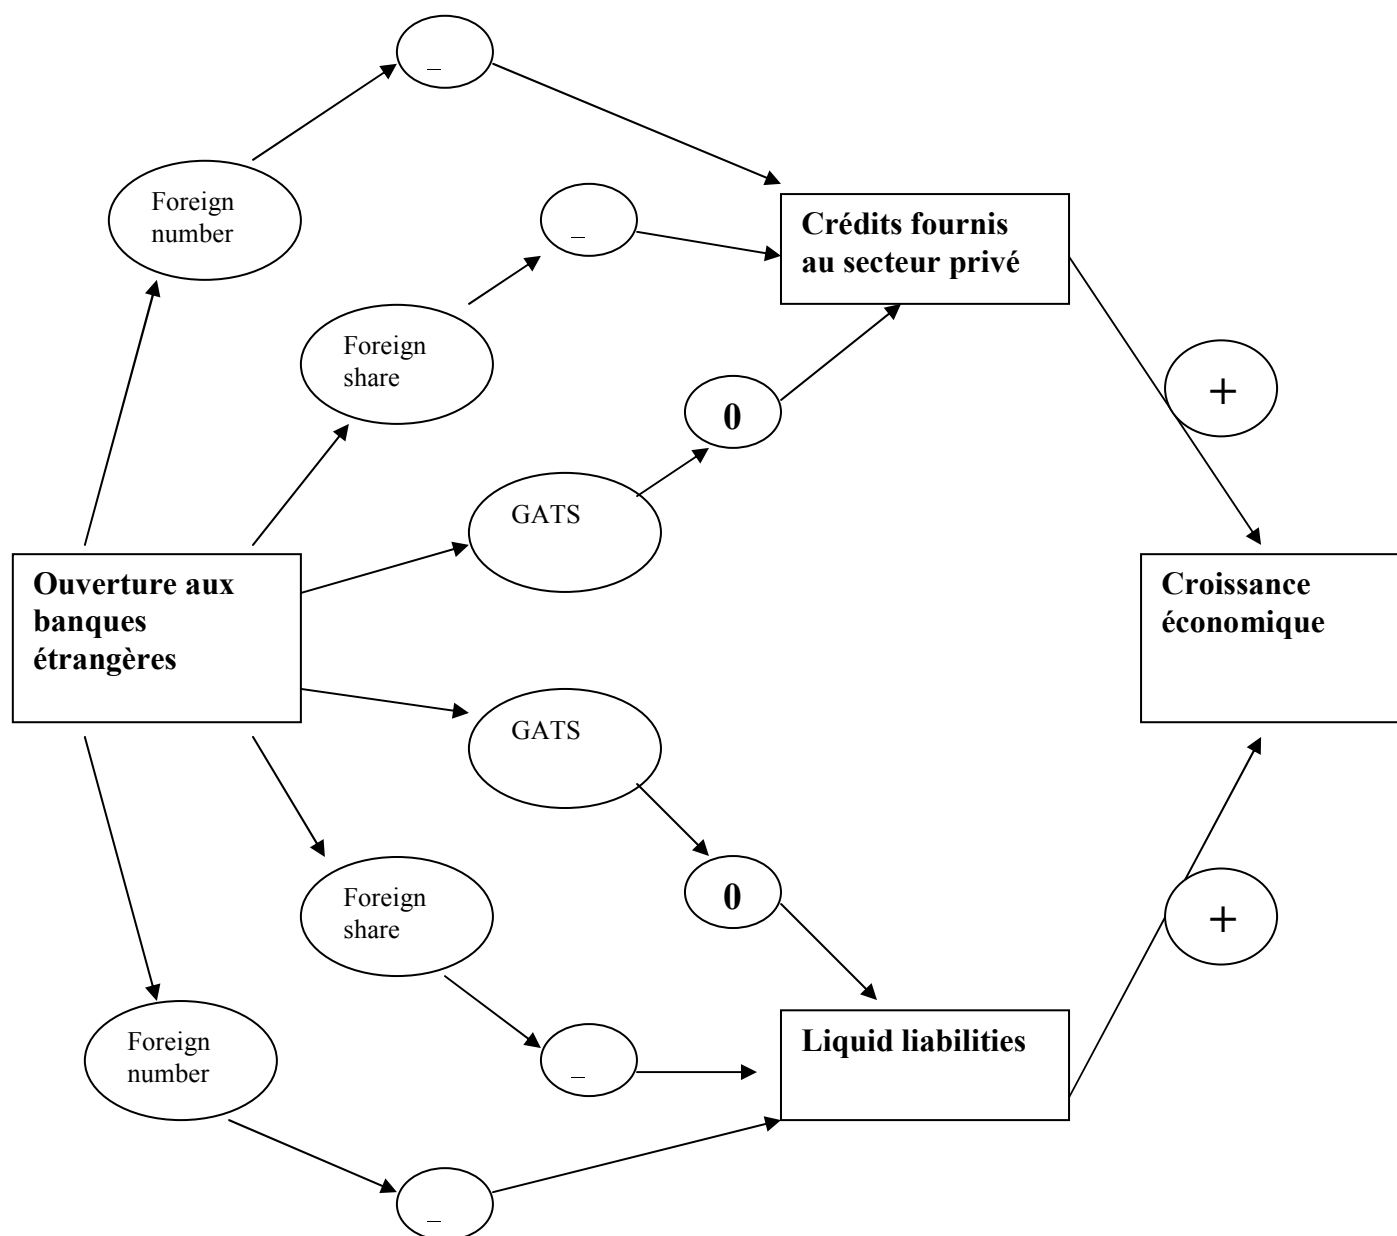 _
Foreign
number
_
Crédits fournis
au secteur privé
Foreign
share
+
0
GATS
Ouverture aux
banques
étrangères
Croissance
économique
GATS
0
+
Foreign
share
Liquid liabilities
Foreign
number
_
_